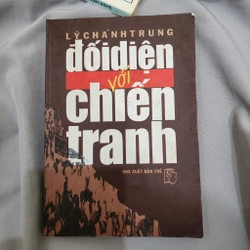 LÝ CHÁNH TRUNG
đối diện
với
chiến
tranh
NHÀ XUẤT BẢN TRẺ